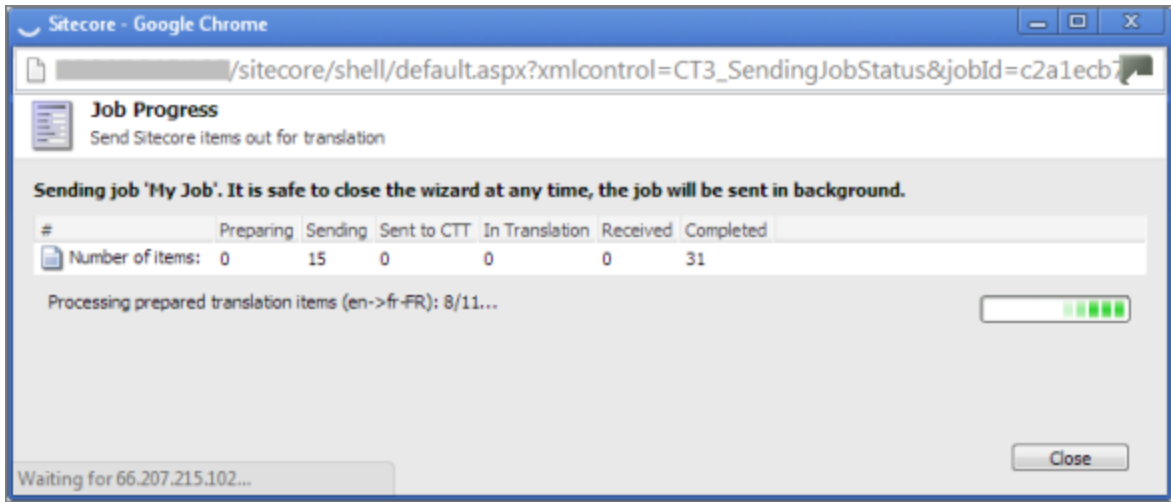 Sitecore - Google Chrome
/sitecore/shell/default.aspx?xmlcontrol=CT3_SendingJobStatus&jobId=c2a1ecb7
Job Progress
Send Sitecore items out for translation
Sending job 'My Job'. It is safe to close the wizard at any time, the job will be sent in background.
# Preparing Sending Sent to CTT In Translation Received Completed
Number of items: 0 15 0 0 0 31
Processing prepared translation items (en->fr-FR): 8/11...
Close
Waiting for 66.207.215.102...